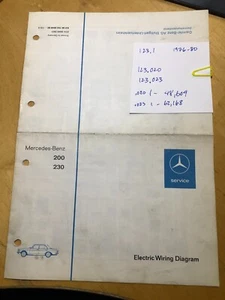 123.1 1976-80
123.020
123.023
.020 1 - 48,609
.023 1 - 62,168
Mercedes-Benz
200
230
service
Electric Wiring Diagram